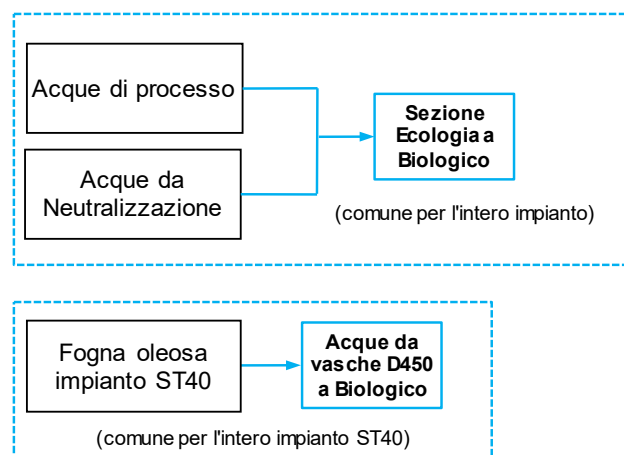 Acque di processo
Acque da
Neutralizzazione
Sezione
Ecologia a
Biologico
(comune per l'intero impianto)
Fogna oleosa
impianto ST40
Acque da
vasche D450
a Biologico
(comune per l'intero impianto ST40)